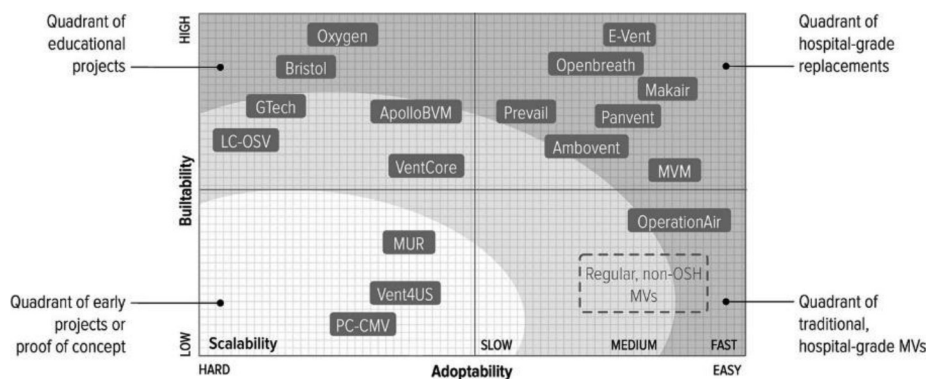 Quadrant of
educational
projects
Quadrant of early
projects or
proof of concept
Builtability
HIGH
LOW
Oxygen
E-Vent
Bristol
Openbreath
Makair
GTech
ApolloBVM
Prevail
Panvent
LC-OSV
Ambovent
VentCore
MVM
OperationAir
MUR
Regular, non-OSH
MVs
Vent4US
PC-CMV
Scalability
SLOW
MEDIUM
FAST
HARD
Adoptability
EASY
Quadrant of
hospital-grade
replacements
Quadrant of
traditional,
hospital-grade MVs